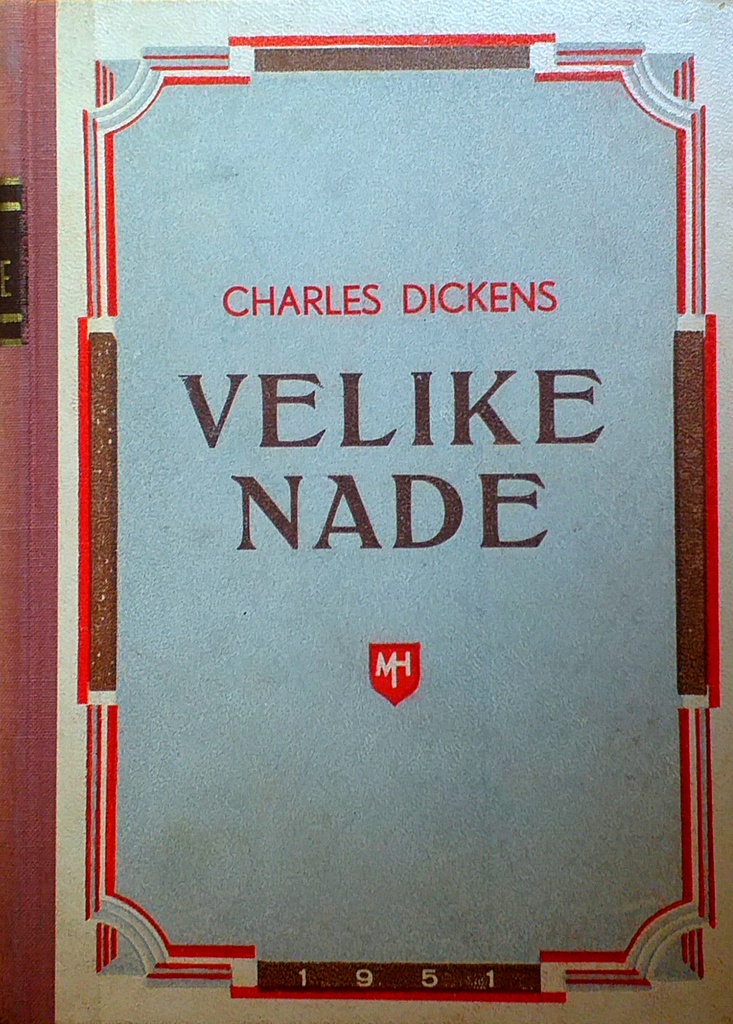 CHARLES DICKENS
VELIKE
NADE
MH
1951
E